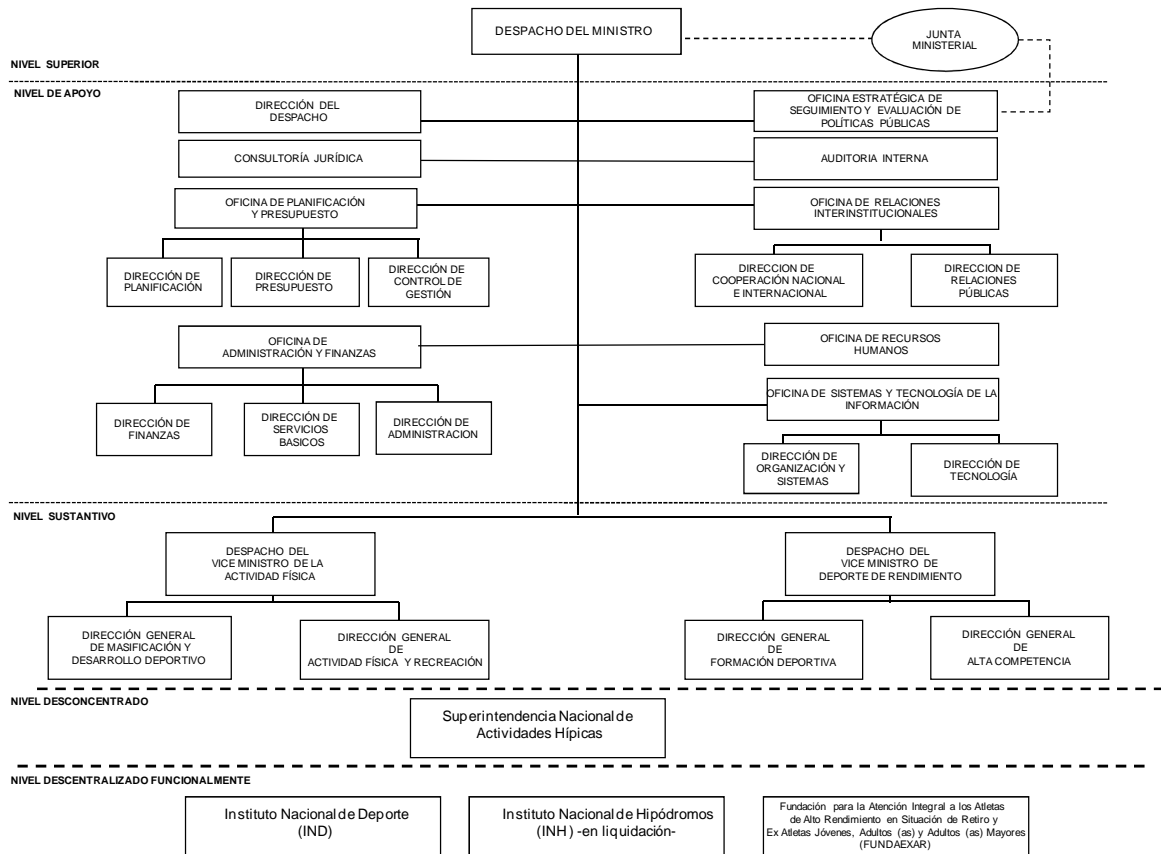 DESPACHO DEL MINISTRO
JUNTA
MINISTERIAL
NIVEL SUPERIOR
NIVEL DE APOYO
DIRECCIÓN DEL
DESPACHO
OFICINA ESTRATÉGICA DE
SEGUIMIENTO Y EVALUACIÓN DE
POLÍTICAS PÚBLICAS
CONSULTORÍA JURÍDICA
AUDITORIA INTERNA
OFICINA DE PLANIFICACIÓN
Y PRESUPUESTO
OFICINA DE RELACIONES
INTERINSTITUCIONALES
DIRECCIÓN DE
PLANIFICACIÓN
DIRECCIÓN DE
PRESUPUESTO
DIRECCIÓN DE
CONTROL DE
GESTIÓN
DIRECCION DE
COOPERACIÓN NACIONAL
E INTERNACIONAL
DIRECCION DE
RELACIONES
PÚBLICAS
OFICINA DE
ADMINISTRACIÓN Y FINANZAS
OFICINA DE RECURSOS
HUMANOS
OFICINA DE SISTEMAS Y TECNOLOGÍA DE LA
INFORMACIÓN
DIRECCIÓN DE
FINANZAS
DIRECCIÓN DE
SERVICIOS
BASICOS
DIRECCIÓN DE
ADMINISTRACION
DIRECCIÓN DE
ORGANIZACIÓN Y
SISTEMAS
DIRECCIÓN DE
TECNOLOGÍA
NIVEL SUSTANTIVO
DESPACHO DEL
VICE MINISTRO DE LA
ACTIVIDAD FÍSICA
DESPACHO DEL
VICE MINISTRO DE
DEPORTE DE RENDIMIENTO
DIRECCIÓN GENERAL
DE MASIFICACIÓN Y
DESARROLLO DEPORTIVO
DIRECCIÓN GENERAL
DE
ACTIVIDAD FÍSICA Y RECREACIÓN
DIRECCIÓN GENERAL
DE
FORMACIÓN DEPORTIVA
DIRECCIÓN GENERAL
DE
ALTA COMPETENCIA
NIVEL DESCONCENTRADO
Superintendencia Nacional de
Actividades Hípicas
NIVEL DESCENTRALIZADO FUNCIONALMENTE
Instituto Nacional de Deporte
(IND)
Instituto Nacional de Hipódromos
(INH) -en liquidación-
Fundación para la Atención Integral a los Atletas
de Alto Rendimiento en Situación de Retiro y
Ex Atletas Jóvenes, Adultos (as) y Adultos (as) Mayores
(FUNDAEXAR)